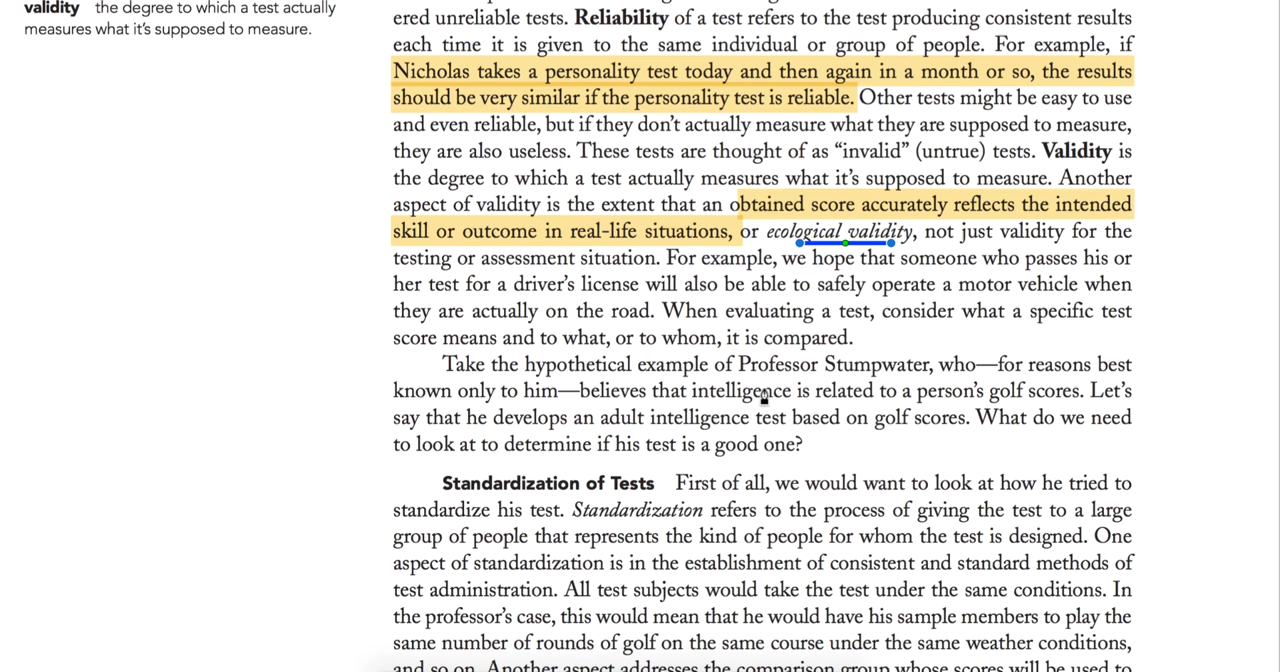 validity the degree to which a test actually
measures what it's supposed to measure.
ered unreliable tests. Reliability of a test refers to the test producing consistent results
each time it is given to the same individual or group of people. For example, if
Nicholas takes a personality test today and then again in a month or so, the results
should be very similar if the personality test is reliable. Other tests might be easy to use
and even reliable, but if they don't actually measure what they are supposed to measure,
they are also useless. These tests are thought of as “invalid” (untrue) tests. Validity is
the degree to which a test actually measures what it's supposed to measure. Another
aspect of validity is the extent that an obtained score accurately reflects the intended
skill or outcome in real-life situations, or ecological validity, not just validity for the
testing or assessment situation. For example, we hope that someone who passes his or
her test for a driver's license will also be able to safely operate a motor vehicle when
they are actually on the road. When evaluating a test, consider what a specific test
score means and to what, or to whom, it is compared.
Take the hypothetical example of Professor Stumpwater, who—for reasons best
known only to him—believes that intelligence is related to a person's golf scores. Let's
say that he develops an adult intelligence test based on golf scores. What do we need
to look at to determine if his test is a good one?
Standardization of Tests First of all, we would want to look at how he tried to
standardize his test. Standardization refers to the process of giving the test to a large
group of people that represents the kind of people for whom the test is designed. One
aspect of standardization is in the establishment of consistent and standard methods of
test administration. All test subjects would take the test under the same conditions. In
the professor's case, this would mean that he would have his sample members to play the
same number of rounds of golf on the same course under the same weather conditions,
and so on. Another aspect addresses the comparison group whose scores will be used to